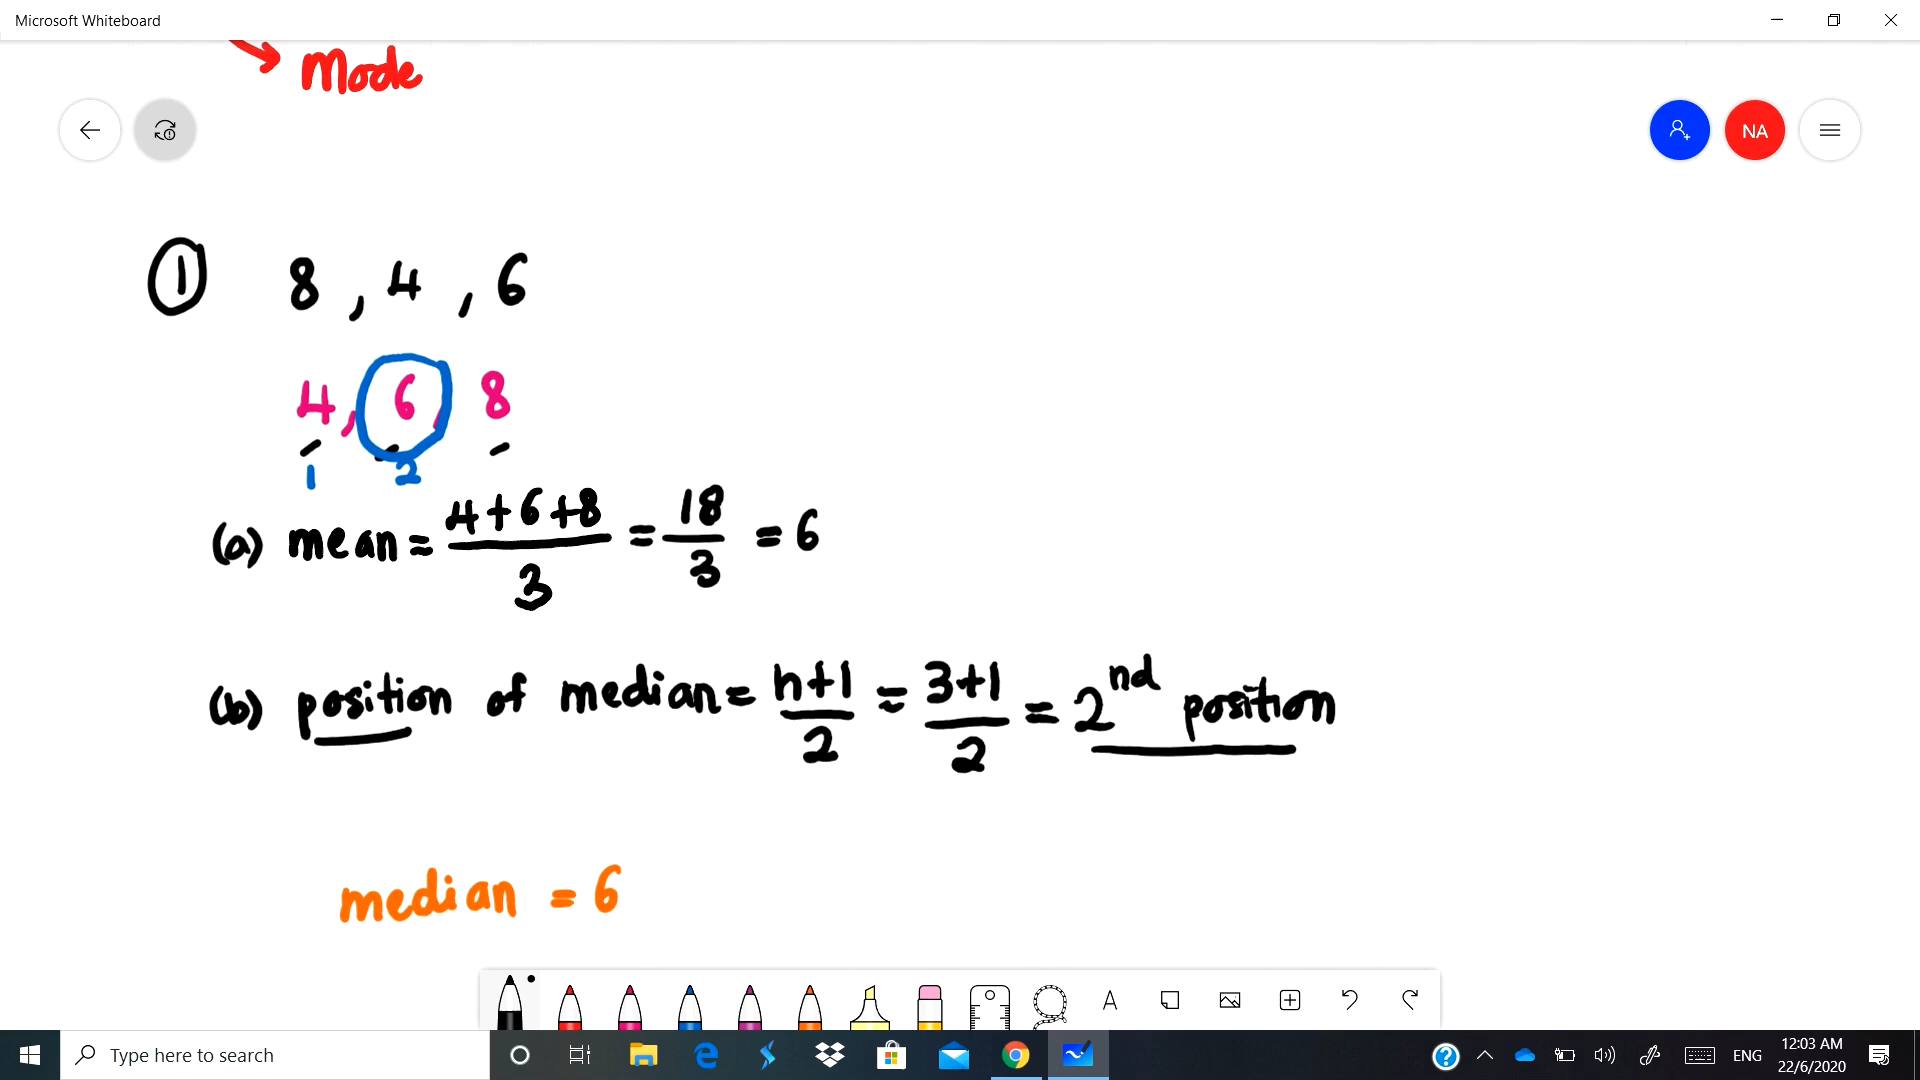 Microsoft Whiteboard
Mode
NA
1 8, 4, 6
4, 6, 8
1 2
(a) mean = 4+6+8/3 = 18/3 = 6
(b) position of median = n+1/2 = 3+1/2 = 2nd position
median = 6
A
Type here to search
ENG
12:03 AM
22/6/2020